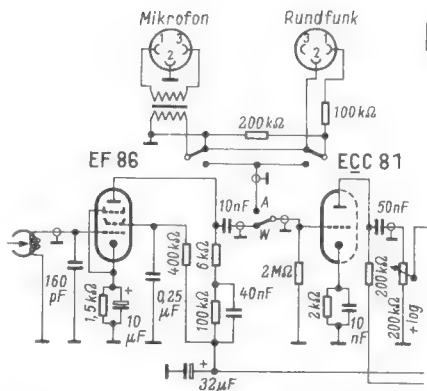 Mikrofon
Rundfunk
1 3
2
3 1
2
200kΩ
100kΩ
EF 86
ECC 81
10nF
A
W
50nF
160
pF
1,5kΩ
+
10
µF
0,25
µF
400kΩ
6kΩ
100kΩ
40nF
2MΩ
2kΩ
10
nF
200kΩ
200kΩ
+log
+
32µF